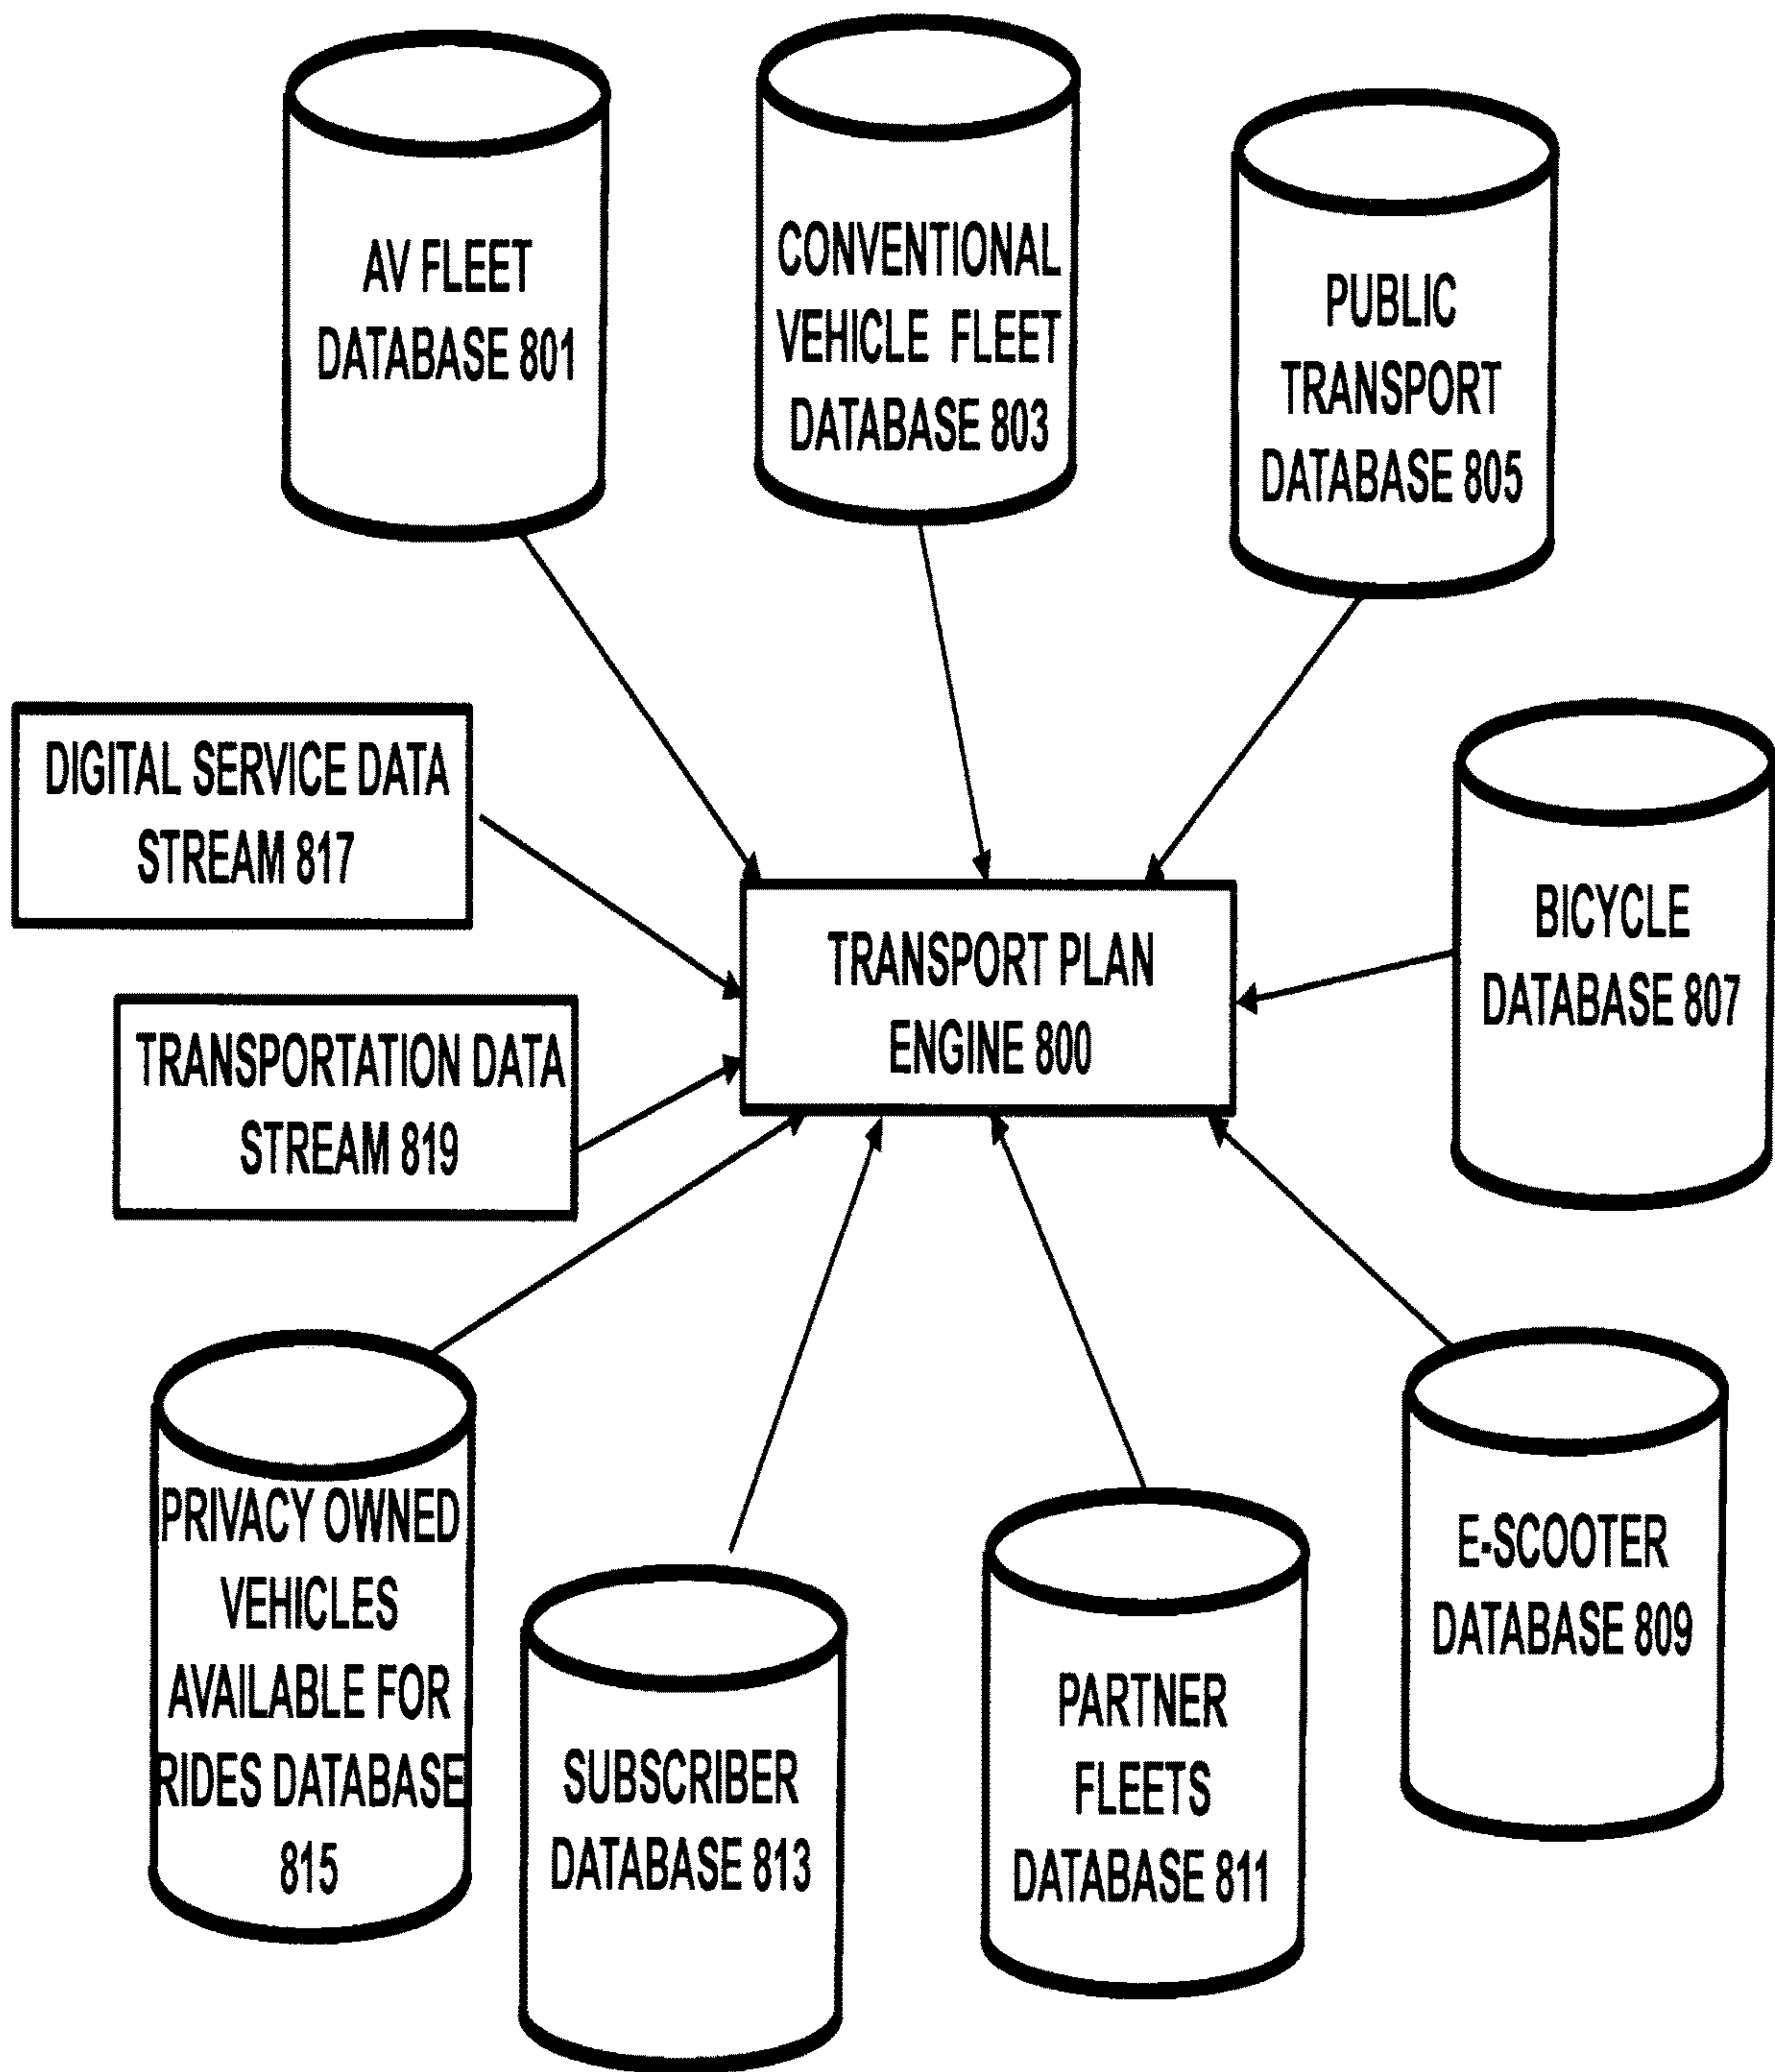 AV FLEET
DATABASE 801
CONVENTIONAL
VEHICLE FLEET
DATABASE 803
PUBLIC
TRANSPORT
DATABASE 805
DIGITAL SERVICE DATA
STREAM 817
BICYCLE
DATABASE 807
TRANSPORT PLAN
ENGINE 800
TRANSPORTATION DATA
STREAM 819
PRIVACY OWNED
VEHICLES
AVAILABLE FOR
RIDES DATABASE
815
SUBSCRIBER
DATABASE 813
PARTNER
FLEETS
DATABASE 811
E-SCOOTER
DATABASE 809